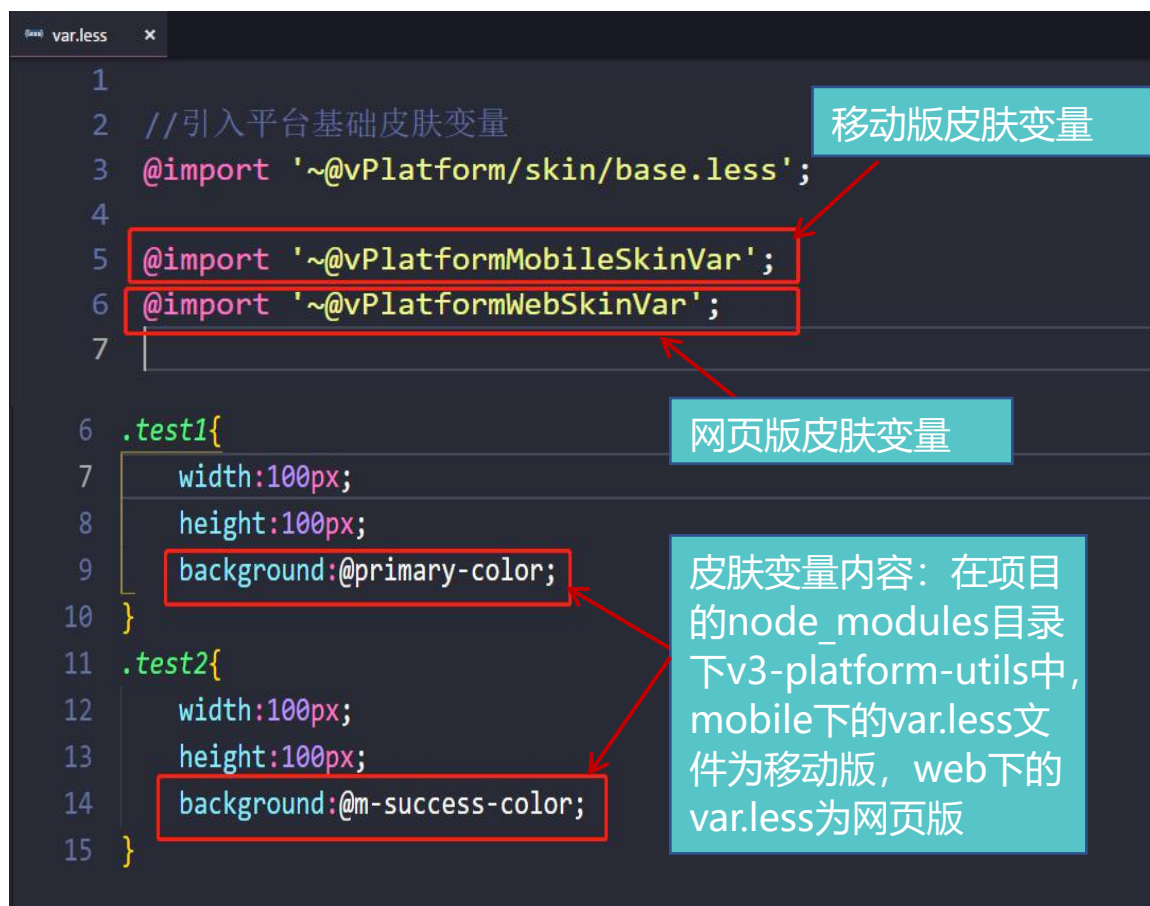 var.less ×
1
2 //引入平台基础皮肤变量
移动版皮肤变量
3 @import '~@vPlatform/skin/base.less';
4
5 @import '~@vPlatformMobileSkinVar';
6 @import '~@vPlatformWebSkinVar';
7
网页版皮肤变量
6 .test1{
7 width:100px;
8 height:100px;
9 background:@primary-color;
10 }
11 .test2{
12 width:100px;
13 height:100px;
14 background:@m-success-color;
15 }
皮肤变量内容：在项目
的node_modules目录
下v3-platform-utils中，
mobile下的var.less文
件为移动版，web下的
var.less为网页版